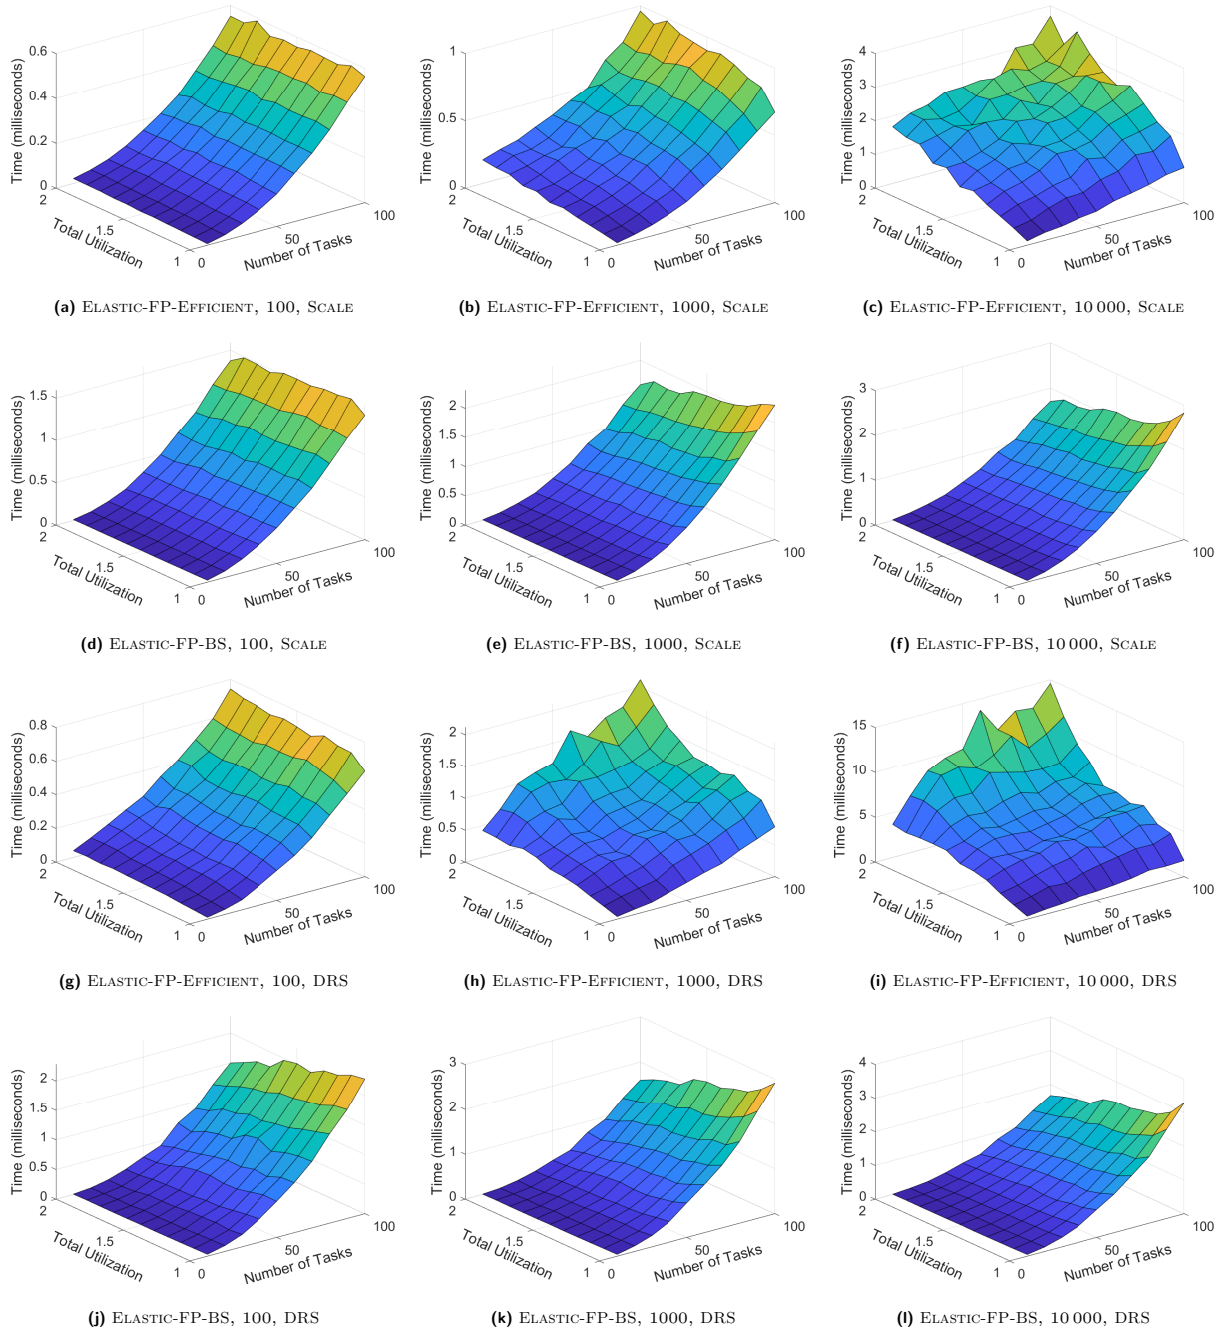 0.6
0.4
0.2
0
2
1.5
1
0
50
100
Time (milliseconds)
Total Utilization
Number of Tasks
(a) Elastic-FP-Efficient, 100, Scale
1
0.5
0
2
1.5
1
0
50
100
Time (milliseconds)
Total Utilization
Number of Tasks
(b) Elastic-FP-Efficient, 1000, Scale
4
3
2
1
0
2
1.5
1
0
50
100
Time (milliseconds)
Total Utilization
Number of Tasks
(c) Elastic-FP-Efficient, 10 000, Scale
1.5
1
0.5
0
2
1.5
1
0
50
100
Time (milliseconds)
Total Utilization
Number of Tasks
(d) Elastic-FP-BS, 100, Scale
2
1.5
1
0.5
0
2
1.5
1
0
50
100
Time (milliseconds)
Total Utilization
Number of Tasks
(e) Elastic-FP-BS, 1000, Scale
3
2
1
0
2
1.5
1
0
50
100
Time (milliseconds)
Total Utilization
Number of Tasks
(f) Elastic-FP-BS, 10 000, Scale
0.8
0.6
0.4
0.2
0
2
1.5
1
0
50
100
Time (milliseconds)
Total Utilization
Number of Tasks
(g) Elastic-FP-Efficient, 100, DRS
2
1.5
1
0.5
0
2
1.5
1
0
50
100
Time (milliseconds)
Total Utilization
Number of Tasks
(h) Elastic-FP-Efficient, 1000, DRS
15
10
5
0
2
1.5
1
0
50
100
Time (milliseconds)
Total Utilization
Number of Tasks
(i) Elastic-FP-Efficient, 10 000, DRS
2
1.5
1
0.5
0
2
1.5
1
0
50
100
Time (milliseconds)
Total Utilization
Number of Tasks
(j) Elastic-FP-BS, 100, DRS
3
2
1
0
2
1.5
1
0
50
100
Time (milliseconds)
Total Utilization
Number of Tasks
(k) Elastic-FP-BS, 1000, DRS
4
3
2
1
0
2
1.5
1
0
50
100
Time (milliseconds)
Total Utilization
Number of Tasks
(l) Elastic-FP-BS, 10 000, DRS